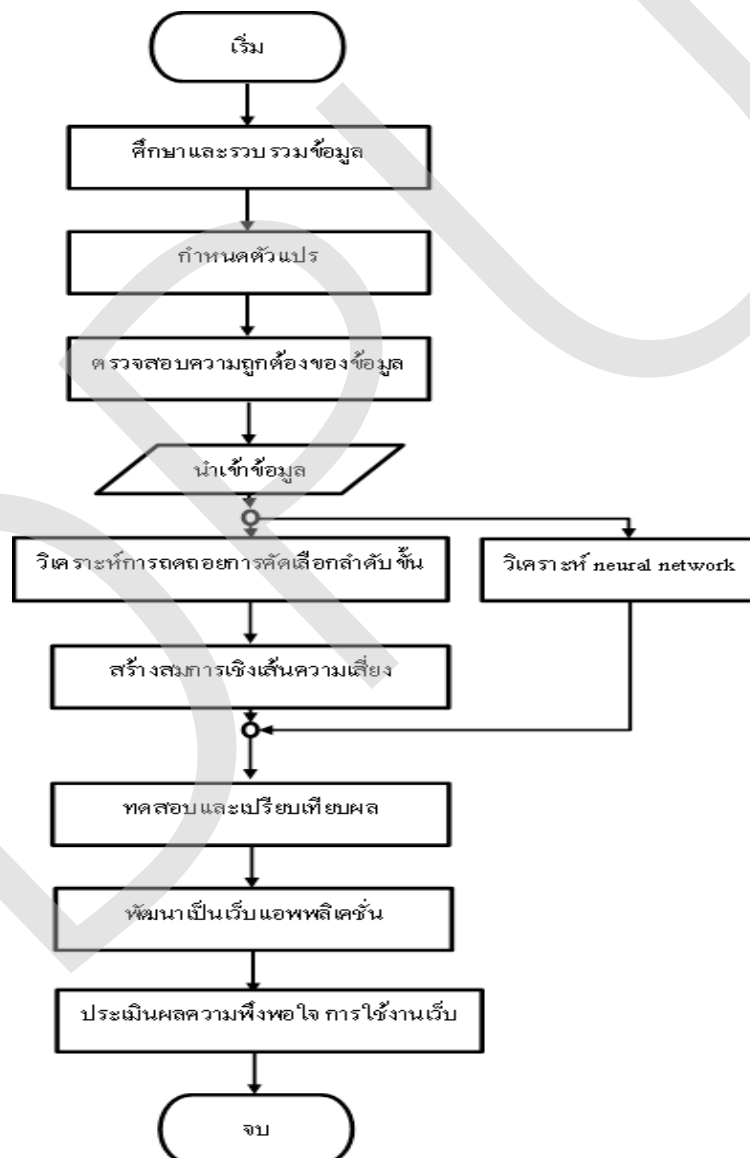 เริ่ม
ศึกษาและรวบรวมข้อมูล
กำหนดตัวแปร
ตรวจสอบความถูกต้องของข้อมูล
นำเข้าข้อมูล
วิเคราะห์การถดถอยการคัดเลือกลำดับขั้น
วิเคราะห์ neural network
สร้างสมการเชิงเส้นความเสี่ยง
ทดสอบและเปรียบเทียบผล
พัฒนาเป็นเว็บแอพพลิเคชั่น
ประเมินผลความพึงพอใจ การใช้งานเว็บ
จบ